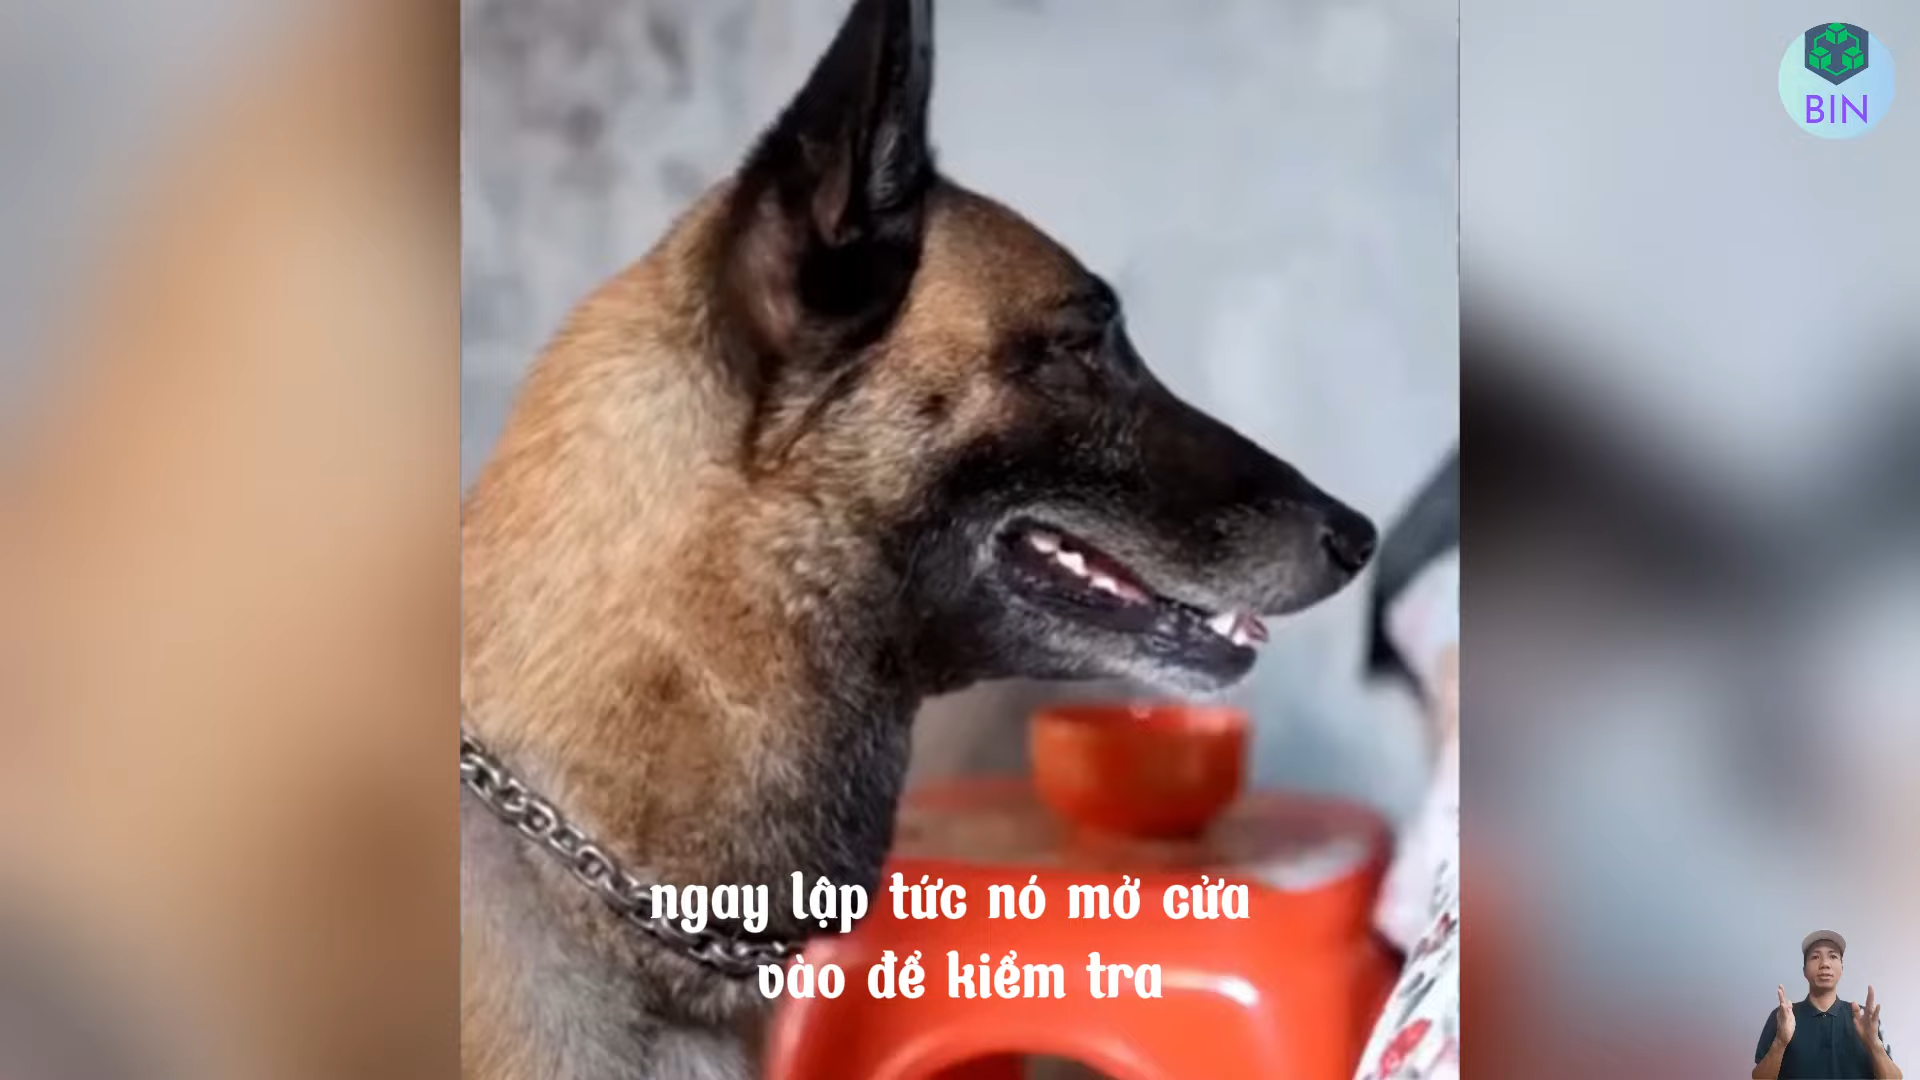 BIN
ngay lập tức nó mở cửa
vào để kiểm tra